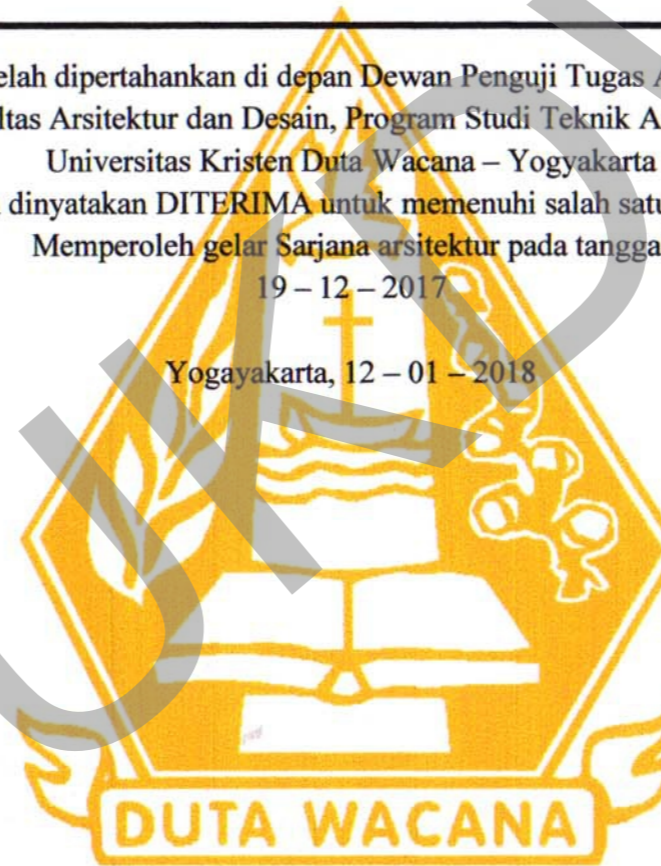 elah dipertahankan di depan Dewan Penguji Tugas A
ltas Arsitektur dan Desain, Program Studi Teknik A
Universitas Kristen Duta Wacana – Yogyakarta
dinyatakan DITERIMA untuk memenuhi salah satu
Memperoleh gelar Sarjana arsitektur pada tangga
19 – 12 – 2017
Yogayakarta, 12 – 01 – 2018
DUTA WACANA